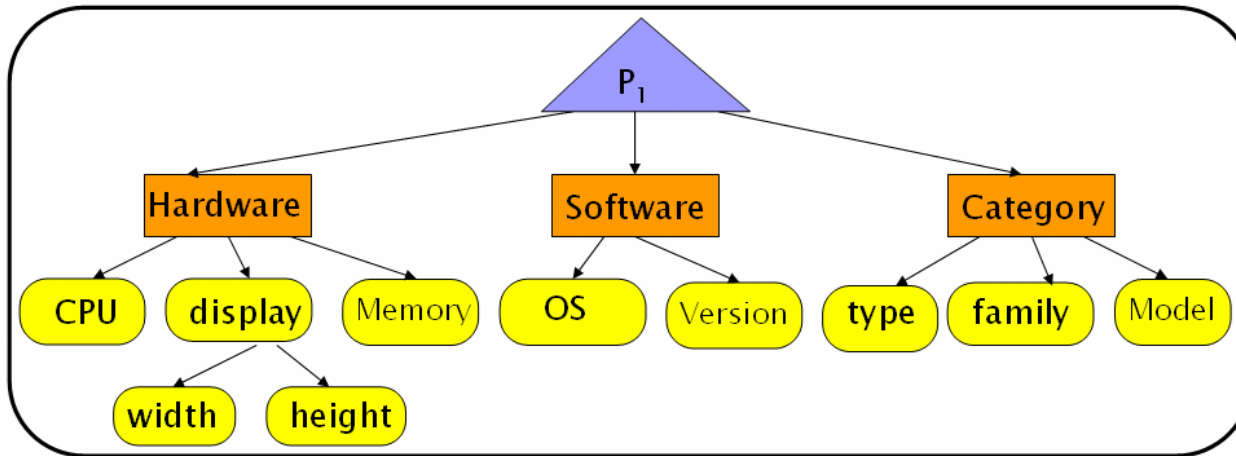 P1
Hardware
Software
Category
CPU
display
Memory
OS
Version
type
family
Model
width
height